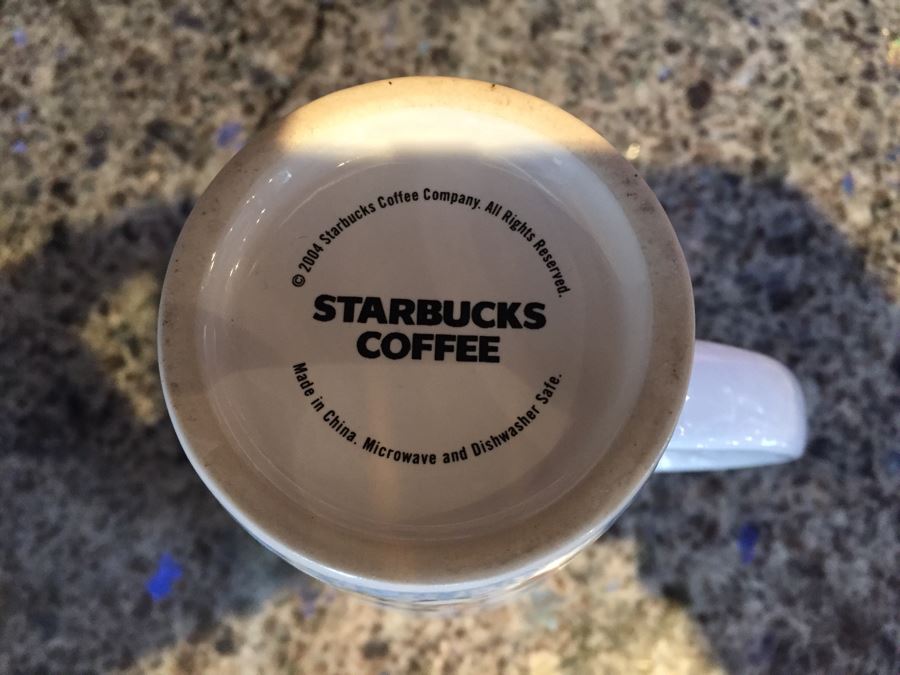 © 2004 Starbucks Coffee Company. All Rights Reserved.
STARBUCKS
COFFEE
Made in China. Microwave and Dishwasher Safe.